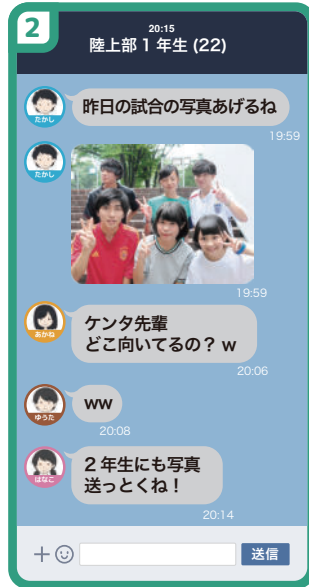 2
20:15
陸上部1年生 (22)
昨日の試合の写真あげるね
たかし
19:59
たかし
19:59
ケンタ先輩
どこ向いてるの？w
あかね
20:06
ww
ゆうた
20:08
2年生にも写真
送っとくね！
はなこ
20:14
送信